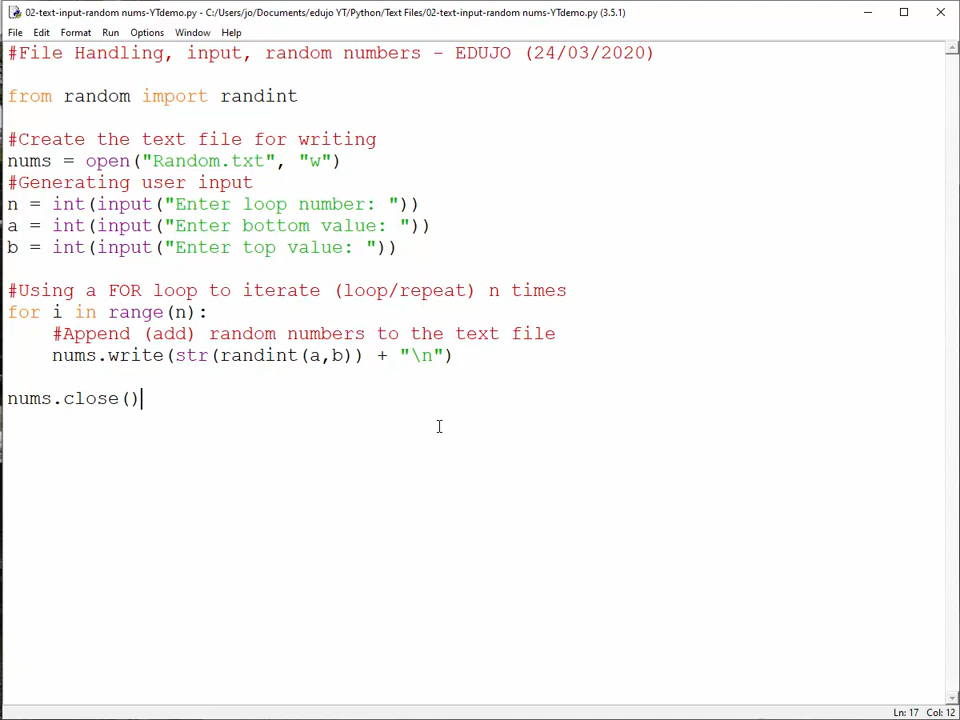 02-text-input-random nums-YTdemo.py - C:/Users/jo/Documents/edujo YT/Python/Text Files/02-text-input-random nums-YTdemo.py (3.5.1)
File Edit Format Run Options Window Help
#File Handling, input, random numbers - EDUJO (24/03/2020)
from random import randint
#Create the text file for writing
nums = open("Random.txt", "w")
#Generating user input
n = int(input("Enter loop number: "))
a = int(input("Enter bottom value: "))
b = int(input("Enter top value: "))
#Using a FOR loop to iterate (loop/repeat) n times
for i in range(n):
    #Append (add) random numbers to the text file
    nums.write(str(randint(a,b)) + "\n")
nums.close()
Ln: 17 Col: 12